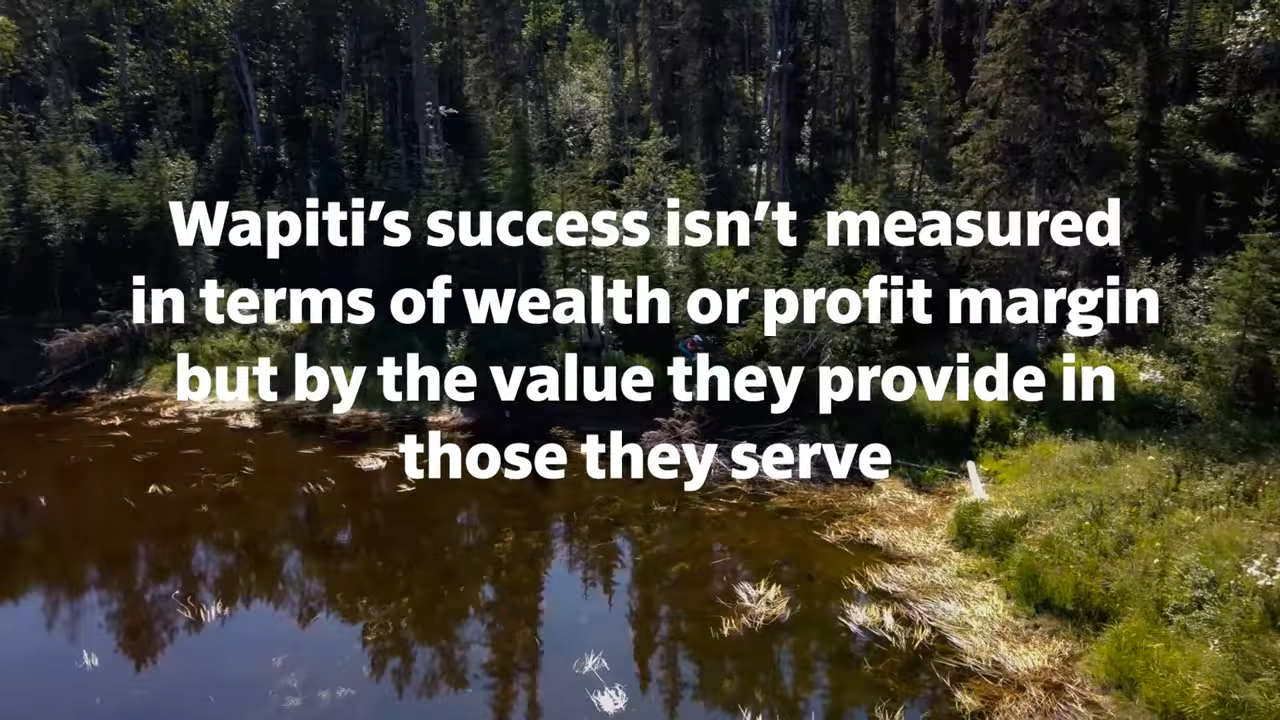 Wapiti’s success isn’t  measured
in terms of wealth or profit margin
but by the value they provide in
those they serve